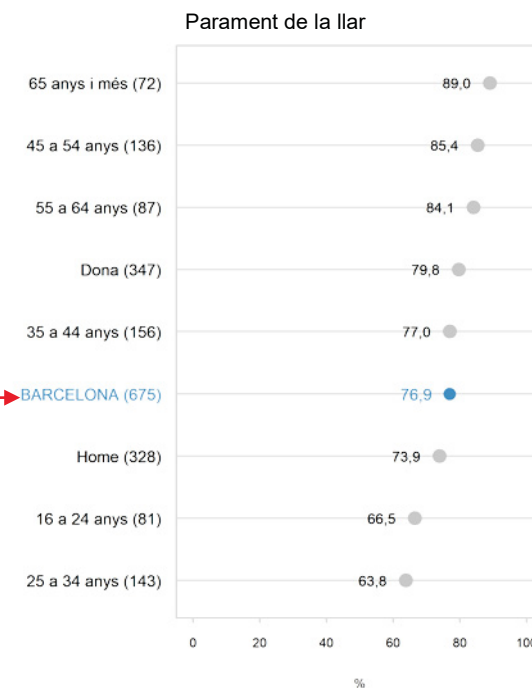 Parament de la llar
65 anys i més (72) 89,0
45 a 54 anys (136) 85,4
55 a 64 anys (87) 84,1
Dona (347) 79,8
35 a 44 anys (156) 77,0
BARCELONA (675) 76,9
Home (328) 73,9
16 a 24 anys (81) 66,5
25 a 34 anys (143) 63,8
0 20 40 60 80 100
%